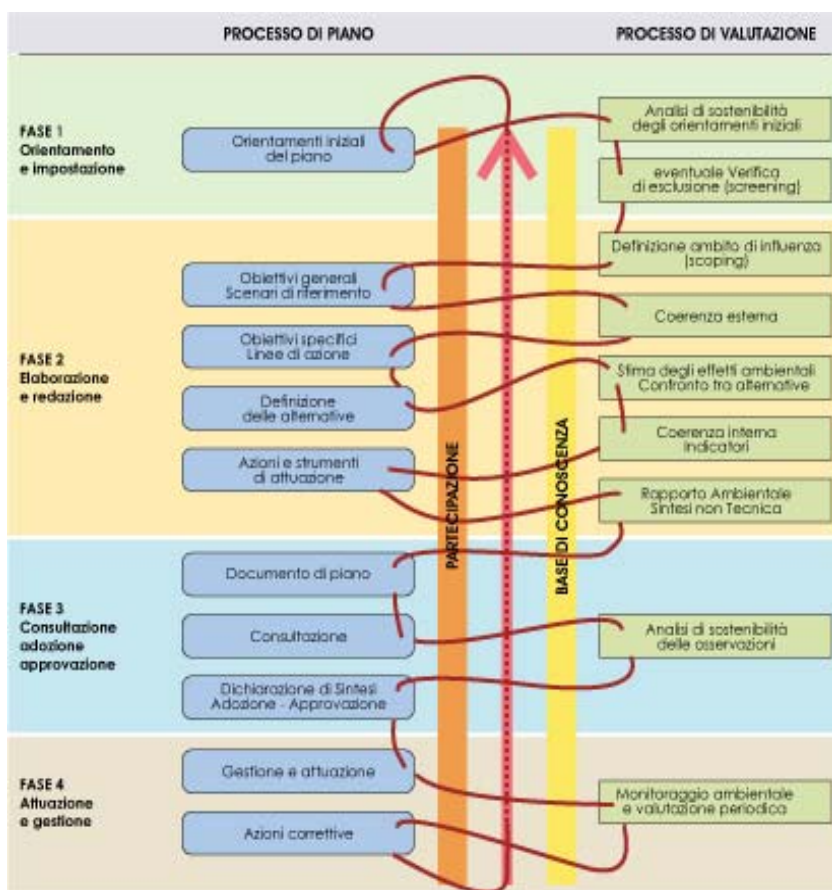 PROCESSO DI PIANO
PROCESSO DI VALUTAZIONE
FASE 1
Orientamento
e impostazione
Orientamenti iniziali
del piano
Analisi di sostenibilità
degli orientamenti iniziali
eventuale Verifica
di esclusione (screening)
FASE 2
Elaborazione
e redazione
Definizione ambito di influenza
(scoping)
Obiettivi generali
Scenari di riferimento
Coerenza esterna
Obiettivi specifici
Linee di azione
Stima degli effetti ambientali
Confronto tra alternative
Definizione
delle alternative
Coerenza interna
Indicatori
Azioni e strumenti
di attuazione
Rapporto Ambientale
Sintesi non Tecnica
PARTECIPAZIONE
BASE DI CONOSCENZA
FASE 3
Consultazione
adozione
approvazione
Documento di piano
Consultazione
Analisi di sostenibilità
delle osservazioni
Dichiarazione di Sintesi
Adozione - Approvazione
FASE 4
Attuazione
e gestione
Gestione e attuazione
Monitoraggio ambientale
e valutazione periodica
Azioni correttive